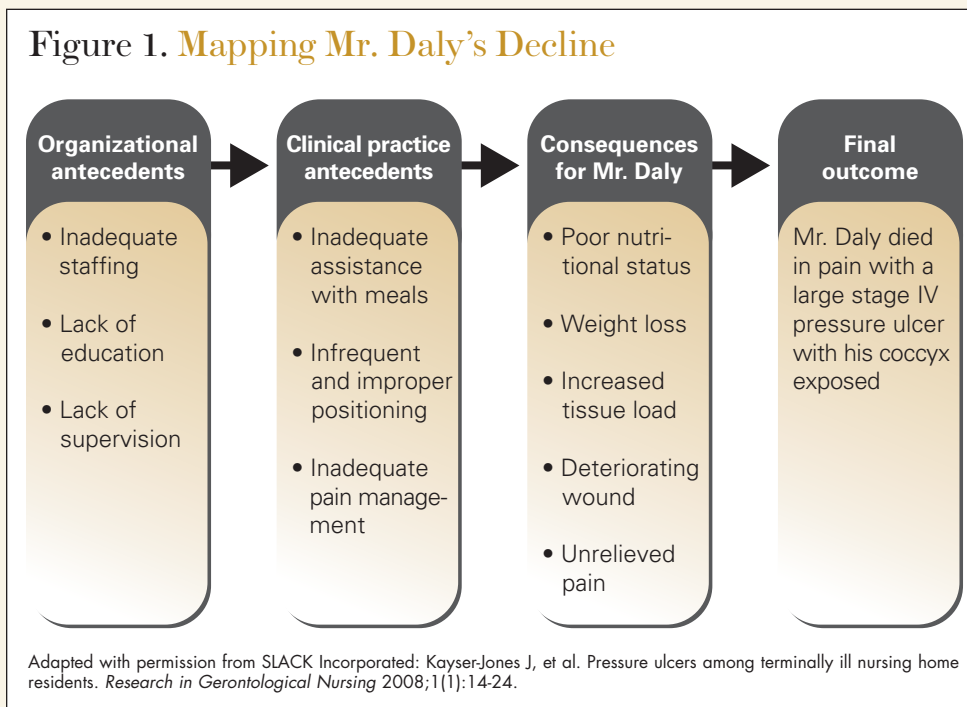 Figure 1. Mapping Mr. Daly's Decline
Organizational
antecedents
• Inadequate
staffing
• Lack of
education
• Lack of
supervision
Clinical practice
antecedents
• Inadequate
assistance
with meals
• Infrequent
and improper
positioning
• Inadequate
pain manage-
ment
Consequences
for Mr. Daly
• Poor nutri-
tional status
• Weight loss
• Increased
tissue load
• Deteriorating
wound
• Unrelieved
pain
Final
outcome
Mr. Daly died
in pain with a
large stage IV
pressure ulcer
with his coccyx
exposed
Adapted with permission from SLACK Incorporated: Kayser-Jones J, et al. Pressure ulcers among terminally ill nursing home
residents. Research in Gerontological Nursing 2008;1(1):14-24.